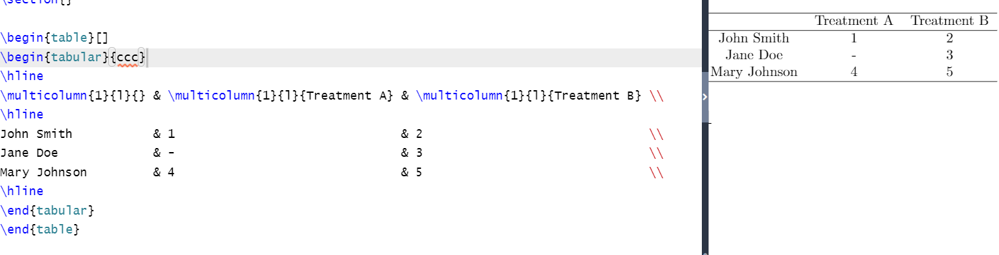 \section{}
\begin{table}[]
\begin{tabular}{ccc}
\hline
\multicolumn{1}{l}{} & \multicolumn{1}{l}{Treatment A} & \multicolumn{1}{l}{Treatment B} \\
\hline
John Smith & 1 & 2 \\
Jane Doe & - & 3 \\
Mary Johnson & 4 & 5 \\
\hline
\end{tabular}
\end{table}
Treatment A Treatment B
John Smith 1 2
Jane Doe - 3
Mary Johnson 4 5